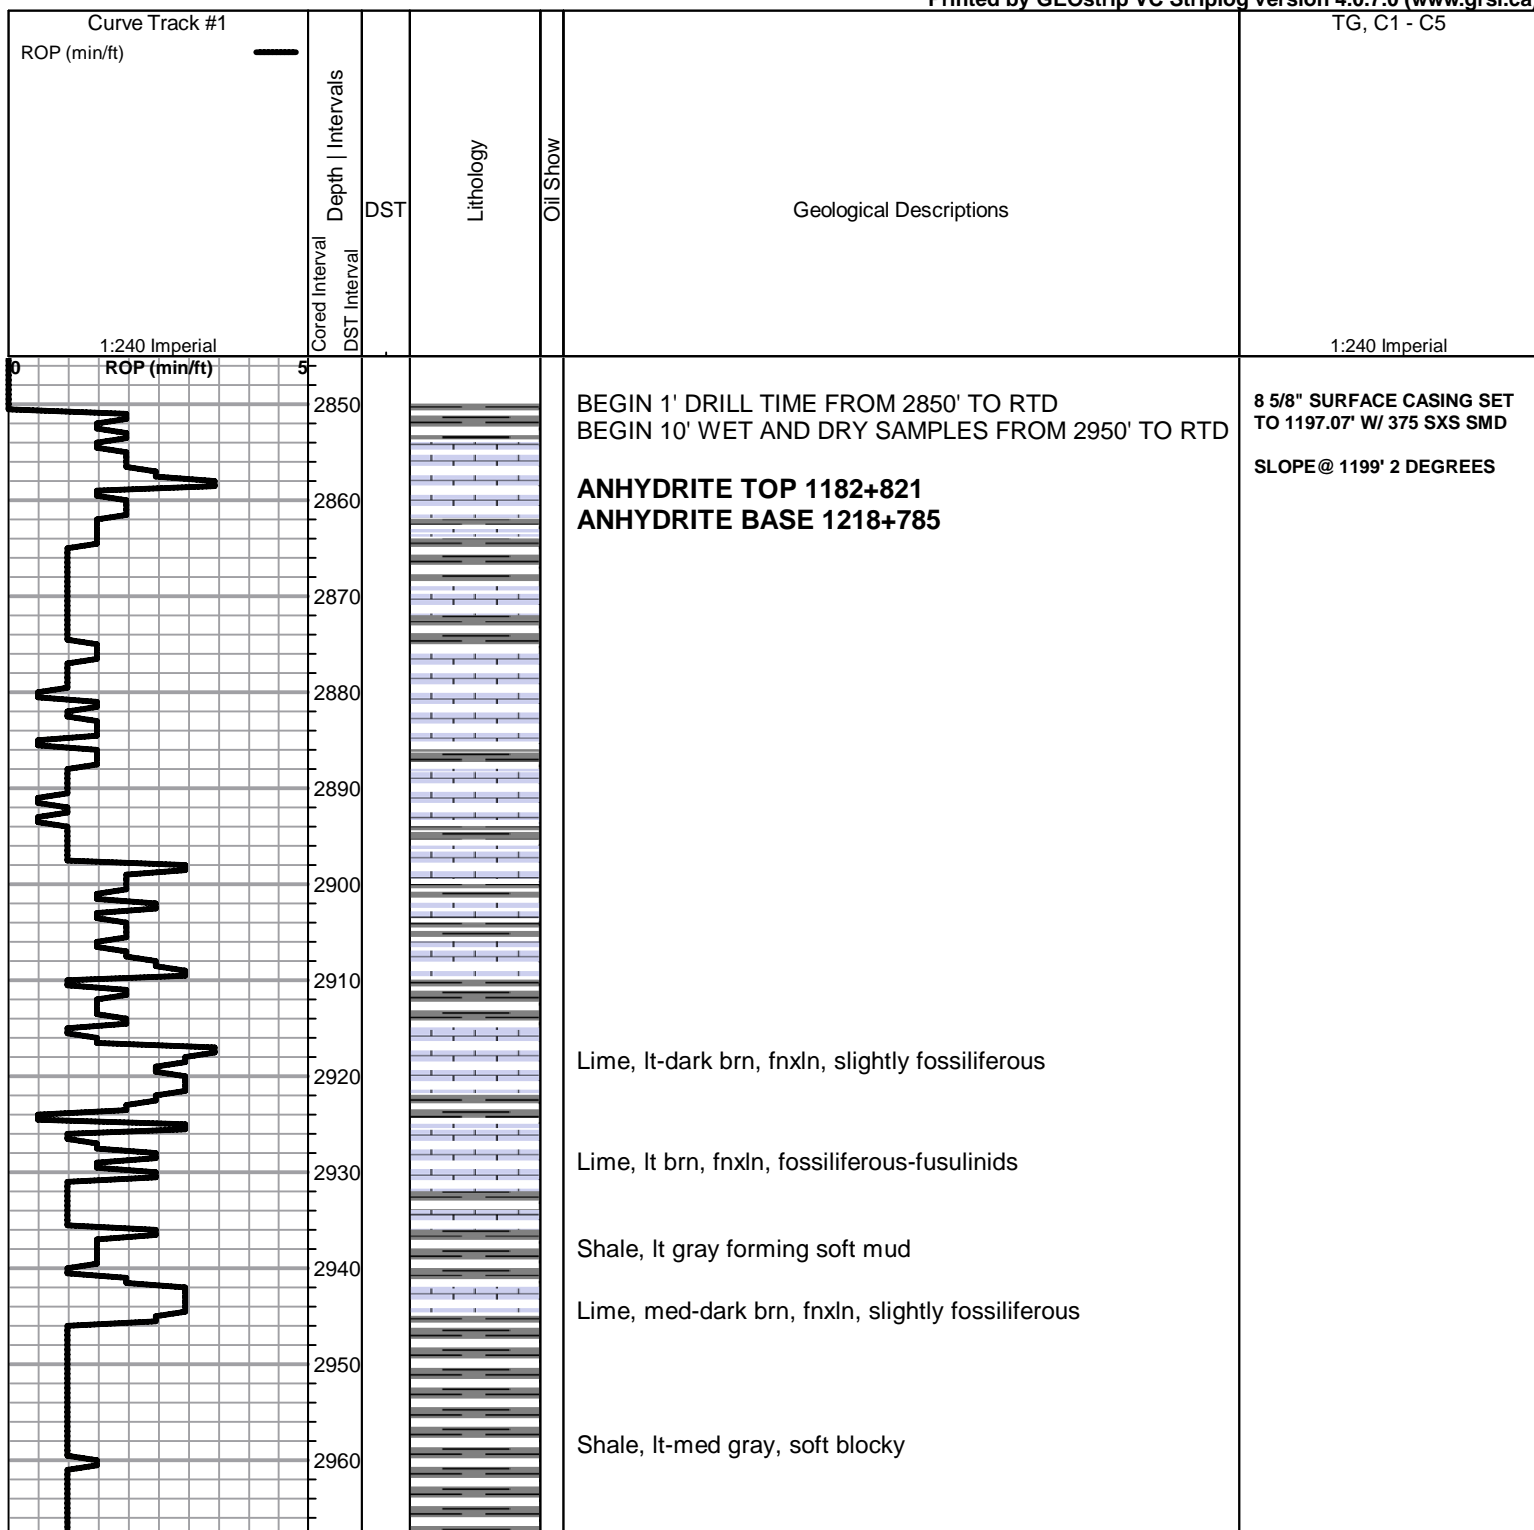 Printed by GEOstrip VC Striplog version 4.0.7.0 (www.grsi.ca)
Curve Track #1
ROP (min/ft)
1:240 Imperial
Depth | Intervals
Cored Interval
DST Interval
DST
Lithology
Oil Show
Geological Descriptions
TG, C1 - C5
1:240 Imperial
0 ROP (min/ft) 5
2850
2860
2870
2880
2890
2900
2910
2920
2930
2940
2950
2960
BEGIN 1' DRILL TIME FROM 2850' TO RTD
BEGIN 10' WET AND DRY SAMPLES FROM 2950' TO RTD
ANHYDRITE TOP 1182+821
ANHYDRITE BASE 1218+785
Lime, lt-dark brn, fnxln, slightly fossiliferous
Lime, lt brn, fnxln, fossiliferous-fusulinids
Shale, lt gray forming soft mud
Lime, med-dark brn, fnxln, slightly fossiliferous
Shale, lt-med gray, soft blocky
8 5/8" SURFACE CASING SET
TO 1197.07' W/ 375 SXS SMD
SLOPE@ 1199' 2 DEGREES